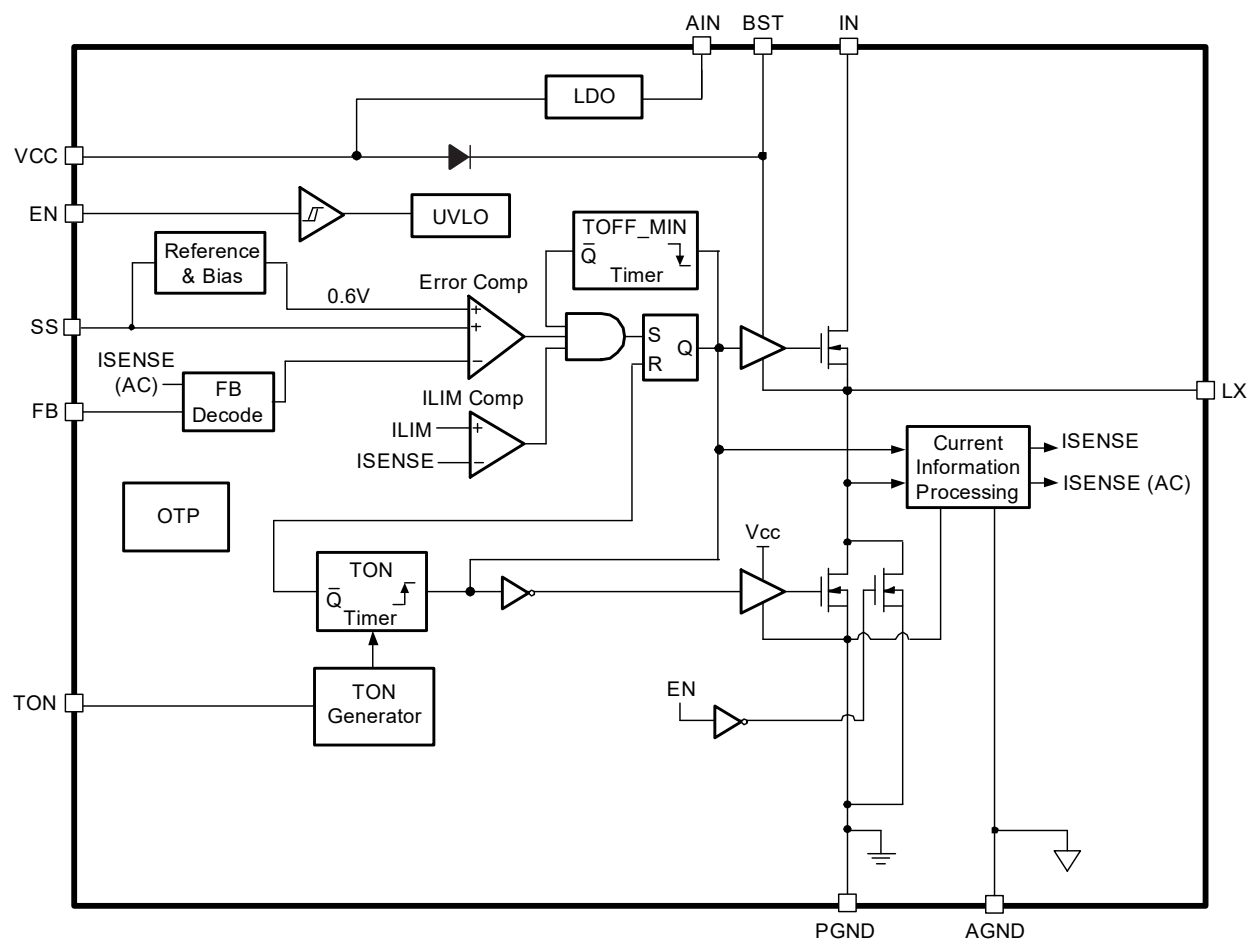 AIN
BST
IN
LDO
VCC
EN
UVLO
TOFF_MIN
Q̅
Timer
Reference
& Bias
Error Comp
0.6V
+
+
−
SS
S
R
Q
ISENSE
(AC)
FB
Decode
FB
ILIM Comp
ILIM
+
ISENSE
−
LX
Current
Information
Processing
ISENSE
ISENSE (AC)
OTP
Vcc
TON
Q̅
Timer
TON
TON
Generator
EN
PGND
AGND